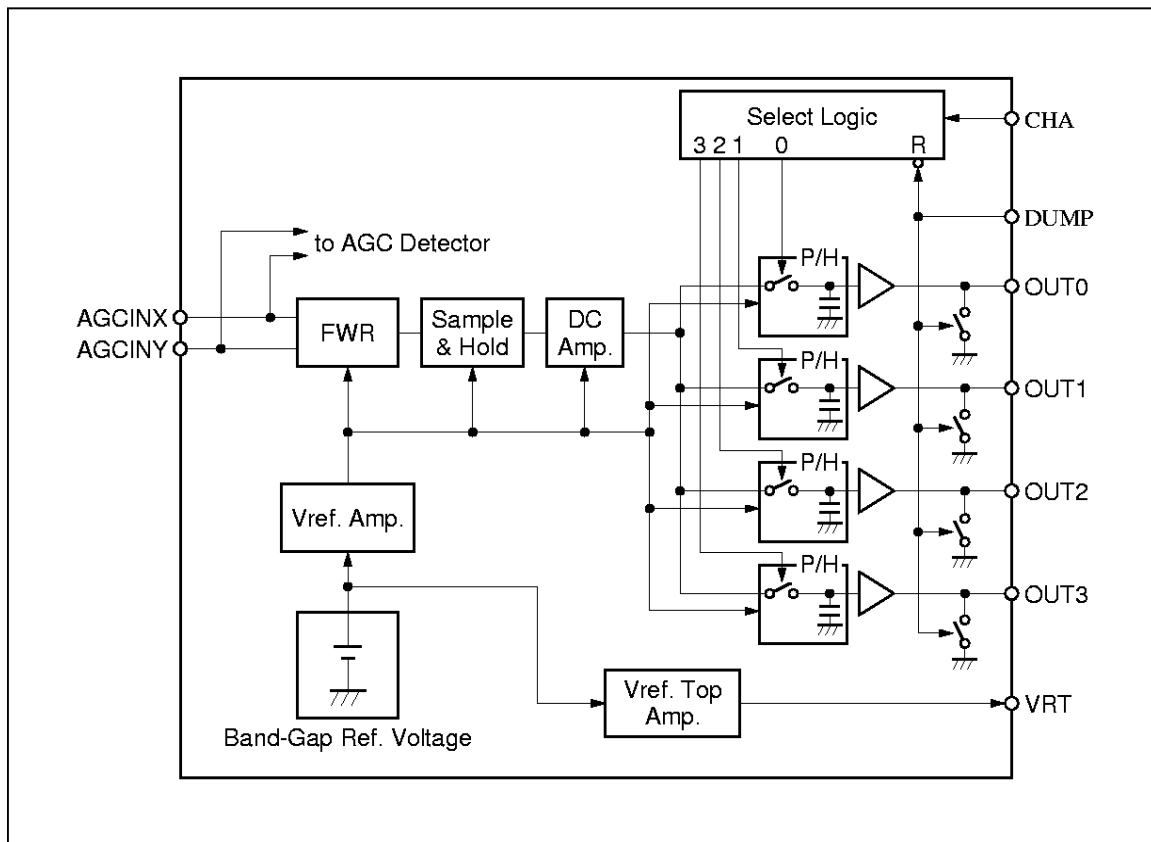 Select Logic
3 2 1 0 R
CHA
DUMP
to AGC Detector
P/H
OUT0
AGCINX
AGCINY
FWR
Sample
& Hold
DC
Amp.
P/H
OUT1
P/H
OUT2
Vref. Amp.
P/H
OUT3
Vref. Top
Amp.
VRT
Band-Gap Ref. Voltage